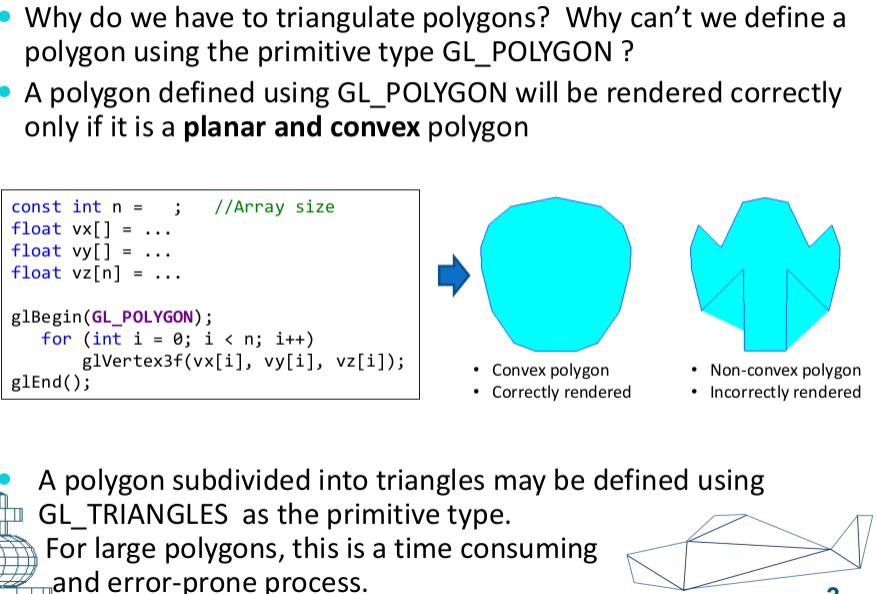 • Why do we have to triangulate polygons?  Why can’t we define a
polygon using the primitive type GL_POLYGON ?
• A polygon defined using GL_POLYGON will be rendered correctly
only if it is a planar and convex polygon
const int n =   ;   //Array size
float vx[] = ...
float vy[] = ...
float vz[n] = ...
glBegin(GL_POLYGON);
   for (int i = 0; i < n; i++)
       glVertex3f(vx[i], vy[i], vz[i]);
glEnd();
• Convex polygon
• Correctly rendered
• Non-convex polygon
• Incorrectly rendered
• A polygon subdivided into triangles may be defined using
GL_TRIANGLES  as the primitive type.
For large polygons, this is a time consuming
and error-prone process.